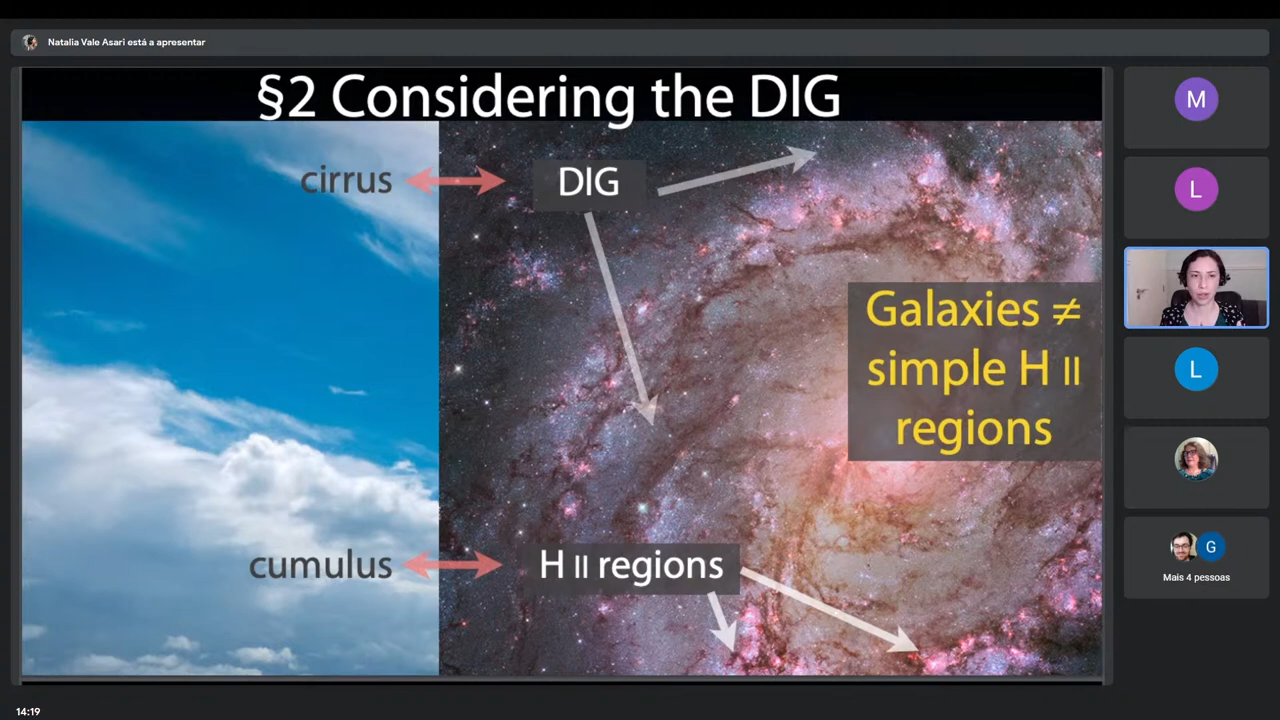 Natalia Vale Asari está a apresentar
§2 Considering the DIG
cirrus
DIG
M
L
Galaxies ≠
simple H II
regions
L
cumulus
H II regions
G
Mais 4 pessoas
14:19